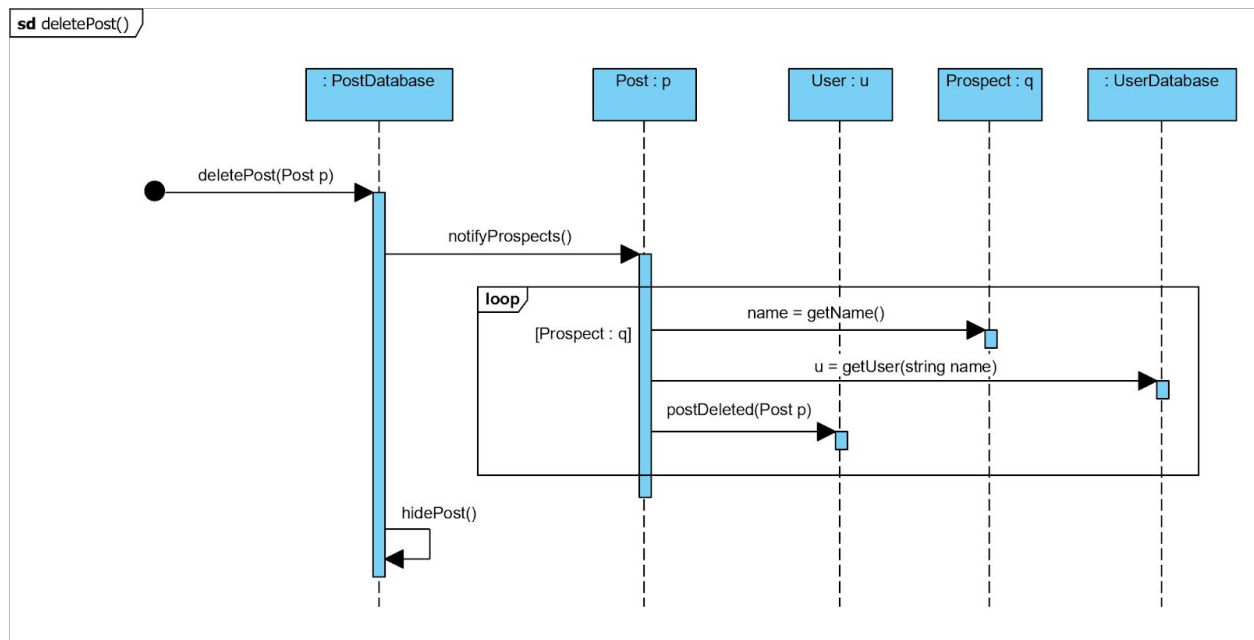 sd deletePost()
: PostDatabase
Post : p
User : u
Prospect : q
: UserDatabase
deletePost(Post p)
notifyProspects()
loop
name = getName()
[Prospect : q]
u = getUser(string name)
postDeleted(Post p)
hidePost()